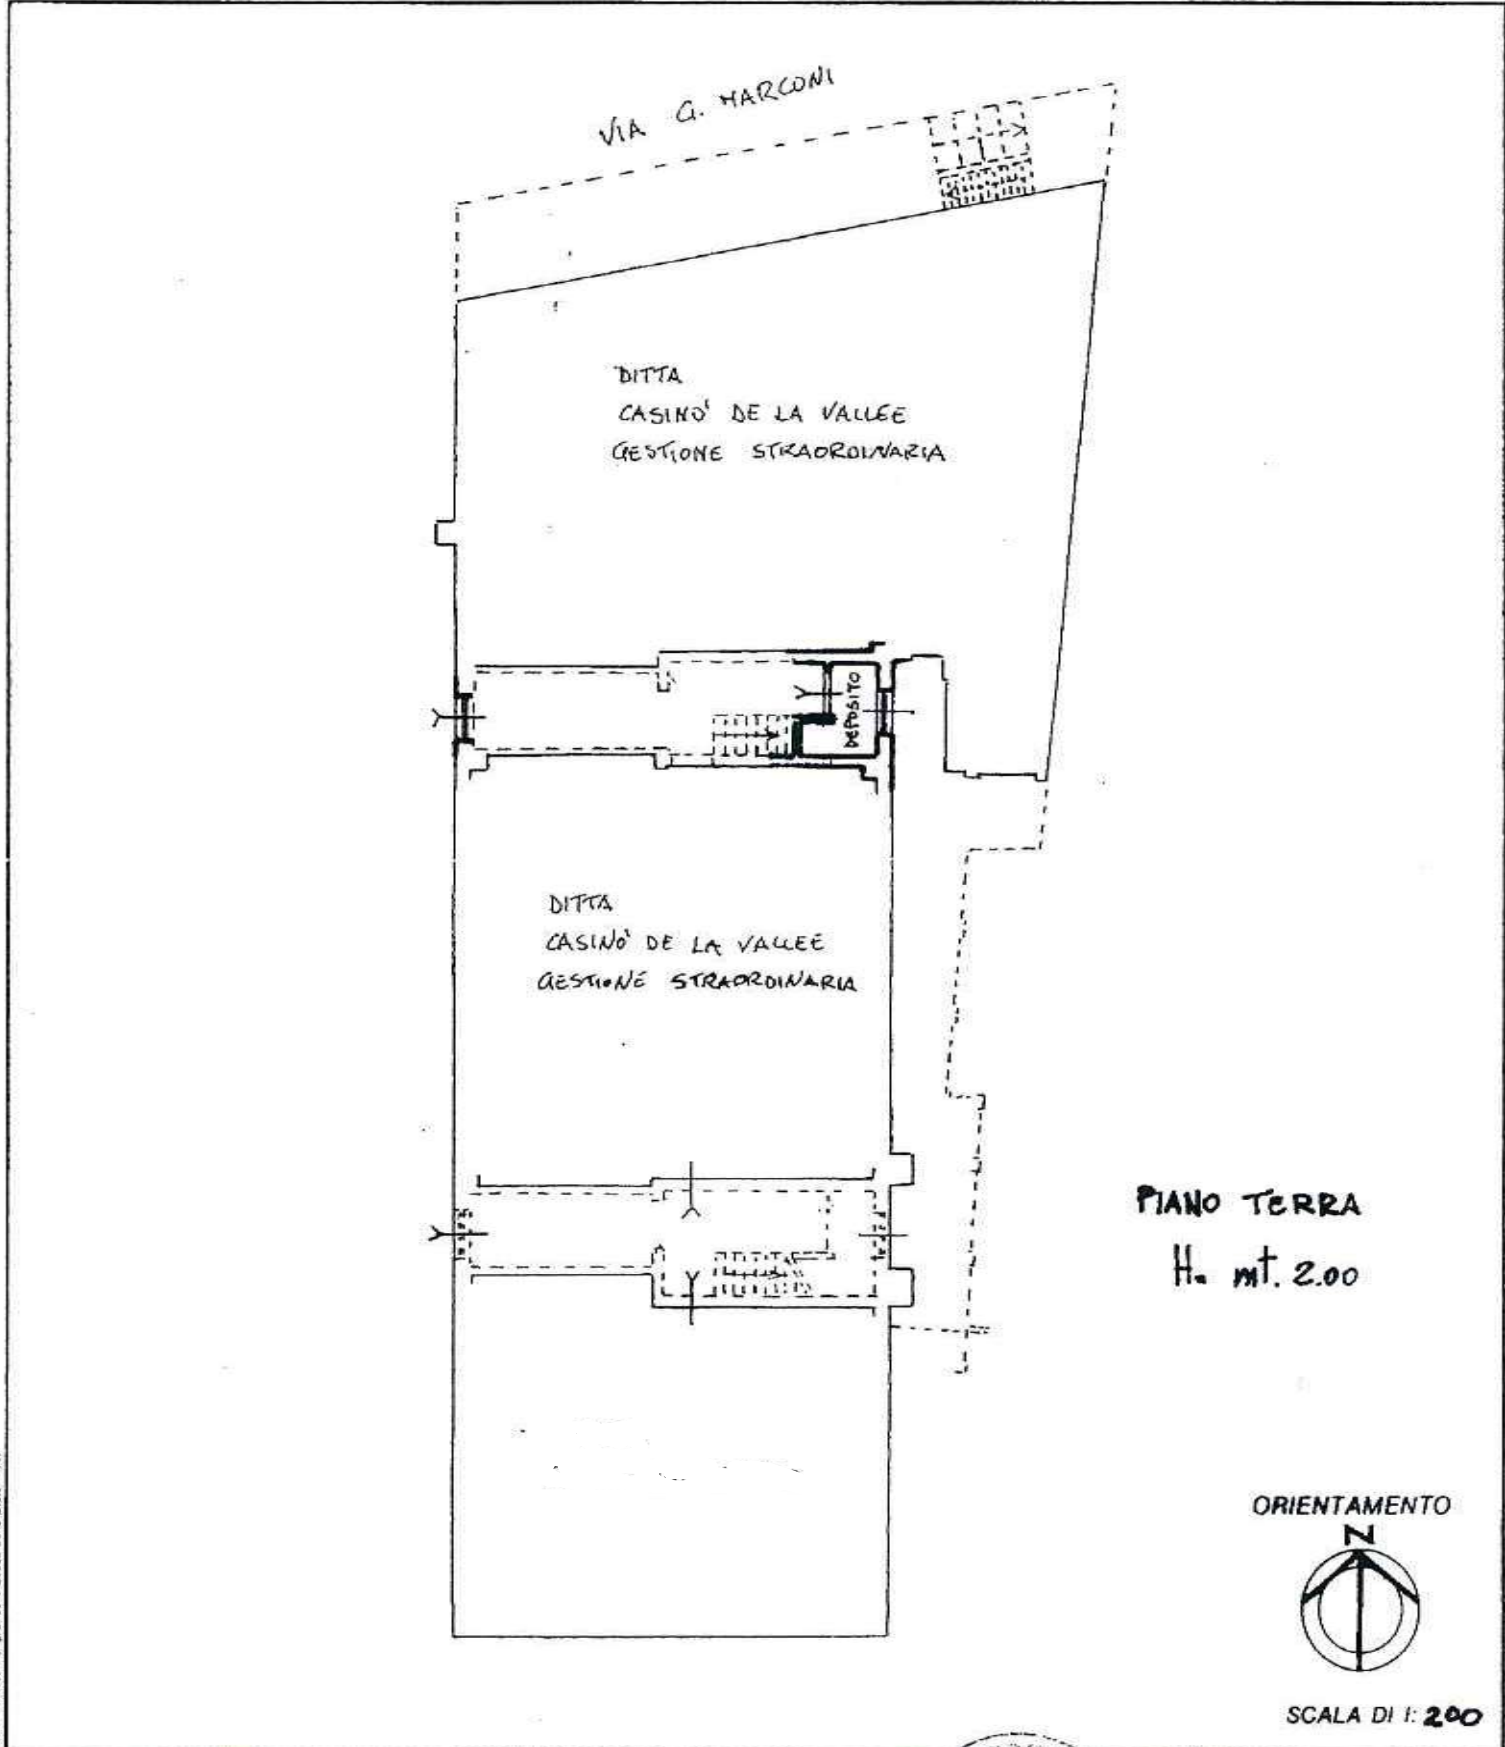 VIA G. MARCONI
DITTA
CASINO' DE LA VALLEE
GESTIONE STRAORDINARIA
DEPOSITO
DITTA
CASINO' DE LA VALLEE
GESTIONE STRAORDINARIA
PIANO TERRA
H. mt. 2.00
ORIENTAMENTO
N
SCALA DI 1: 200